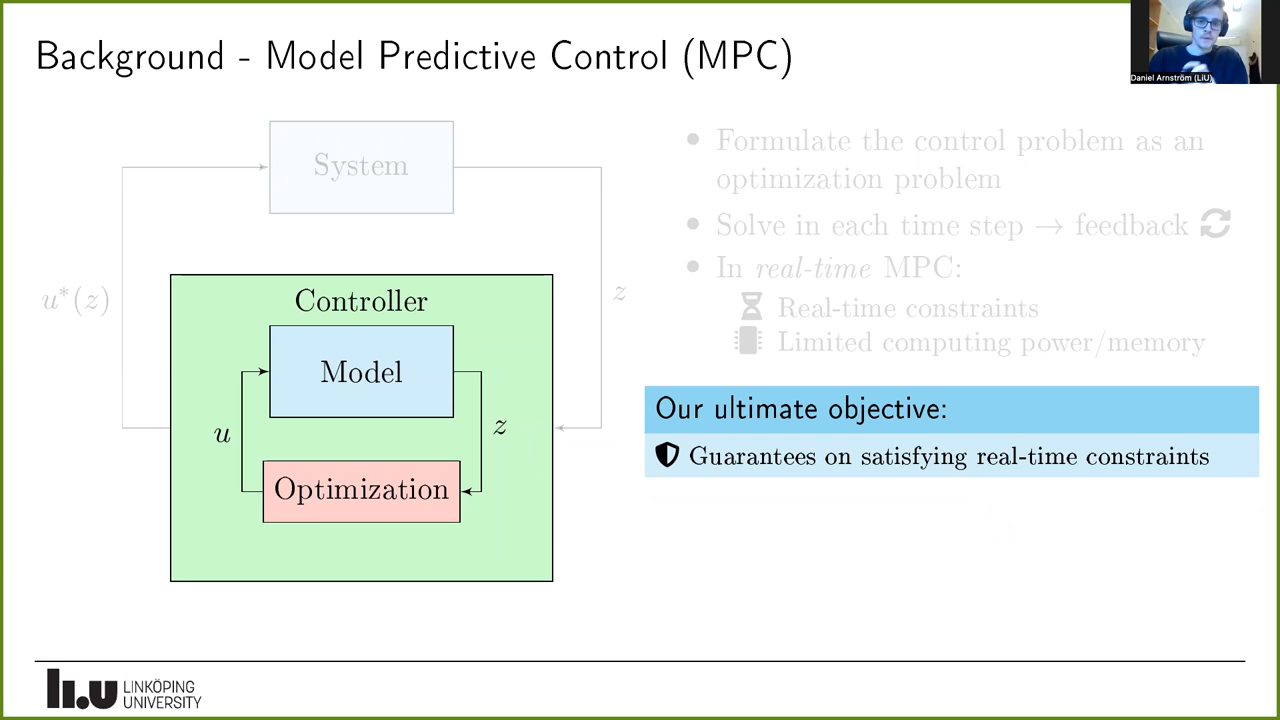 Background - Model Predictive Control (MPC)
Daniel Arnström (LiU)
System
u*(z)
z
Controller
Model
u
z
Optimization
• Formulate the control problem as an
optimization problem
• Solve in each time step → feedback
• In real-time MPC:
Real-time constraints
Limited computing power/memory
Our ultimate objective:
Guarantees on satisfying real-time constraints
li.u LINKÖPING
UNIVERSITY